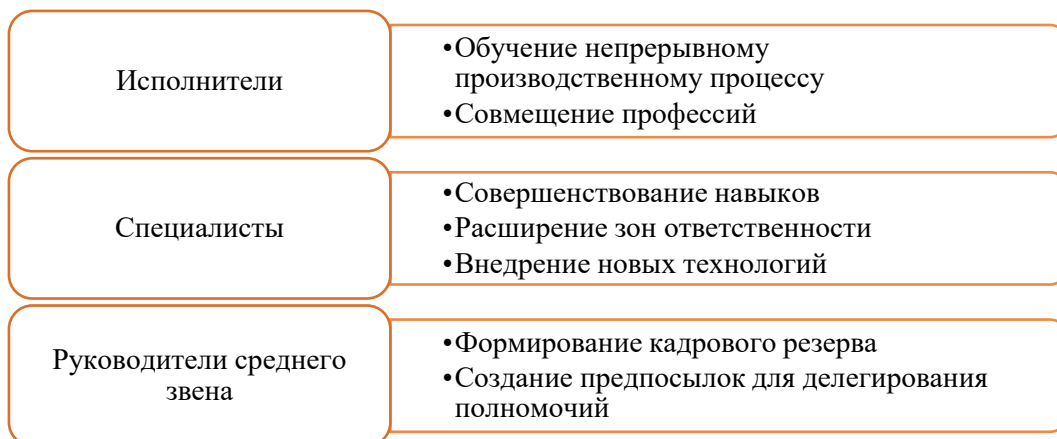 Исполнители
•Обучение непрерывному
производственному процессу
•Совмещение профессий
Специалисты
•Совершенствование навыков
•Расширение зон ответственности
•Внедрение новых технологий
Руководители среднего
звена
•Формирование кадрового резерва
•Создание предпосылок для делегирования
полномочий